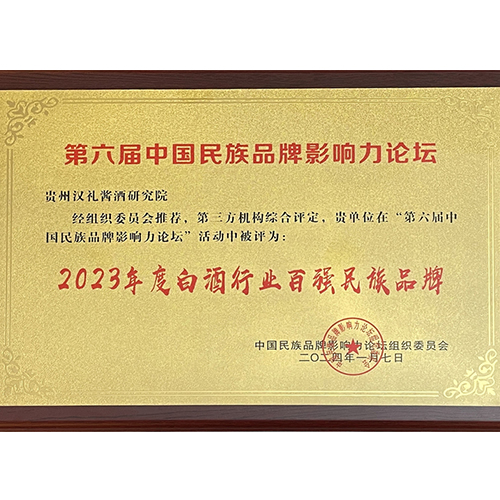 第六届中国民族品牌影响力论坛
贵州汉礼酱酒研究院
经组织委员会推荐，第三方机构综合评定，贵单位在“第六届中
国民族品牌影响力论坛”活动中被评为：
2023年度白酒行业百强民族品牌
中国民族品牌影响力论坛组织委员会
二〇二四年一月七日